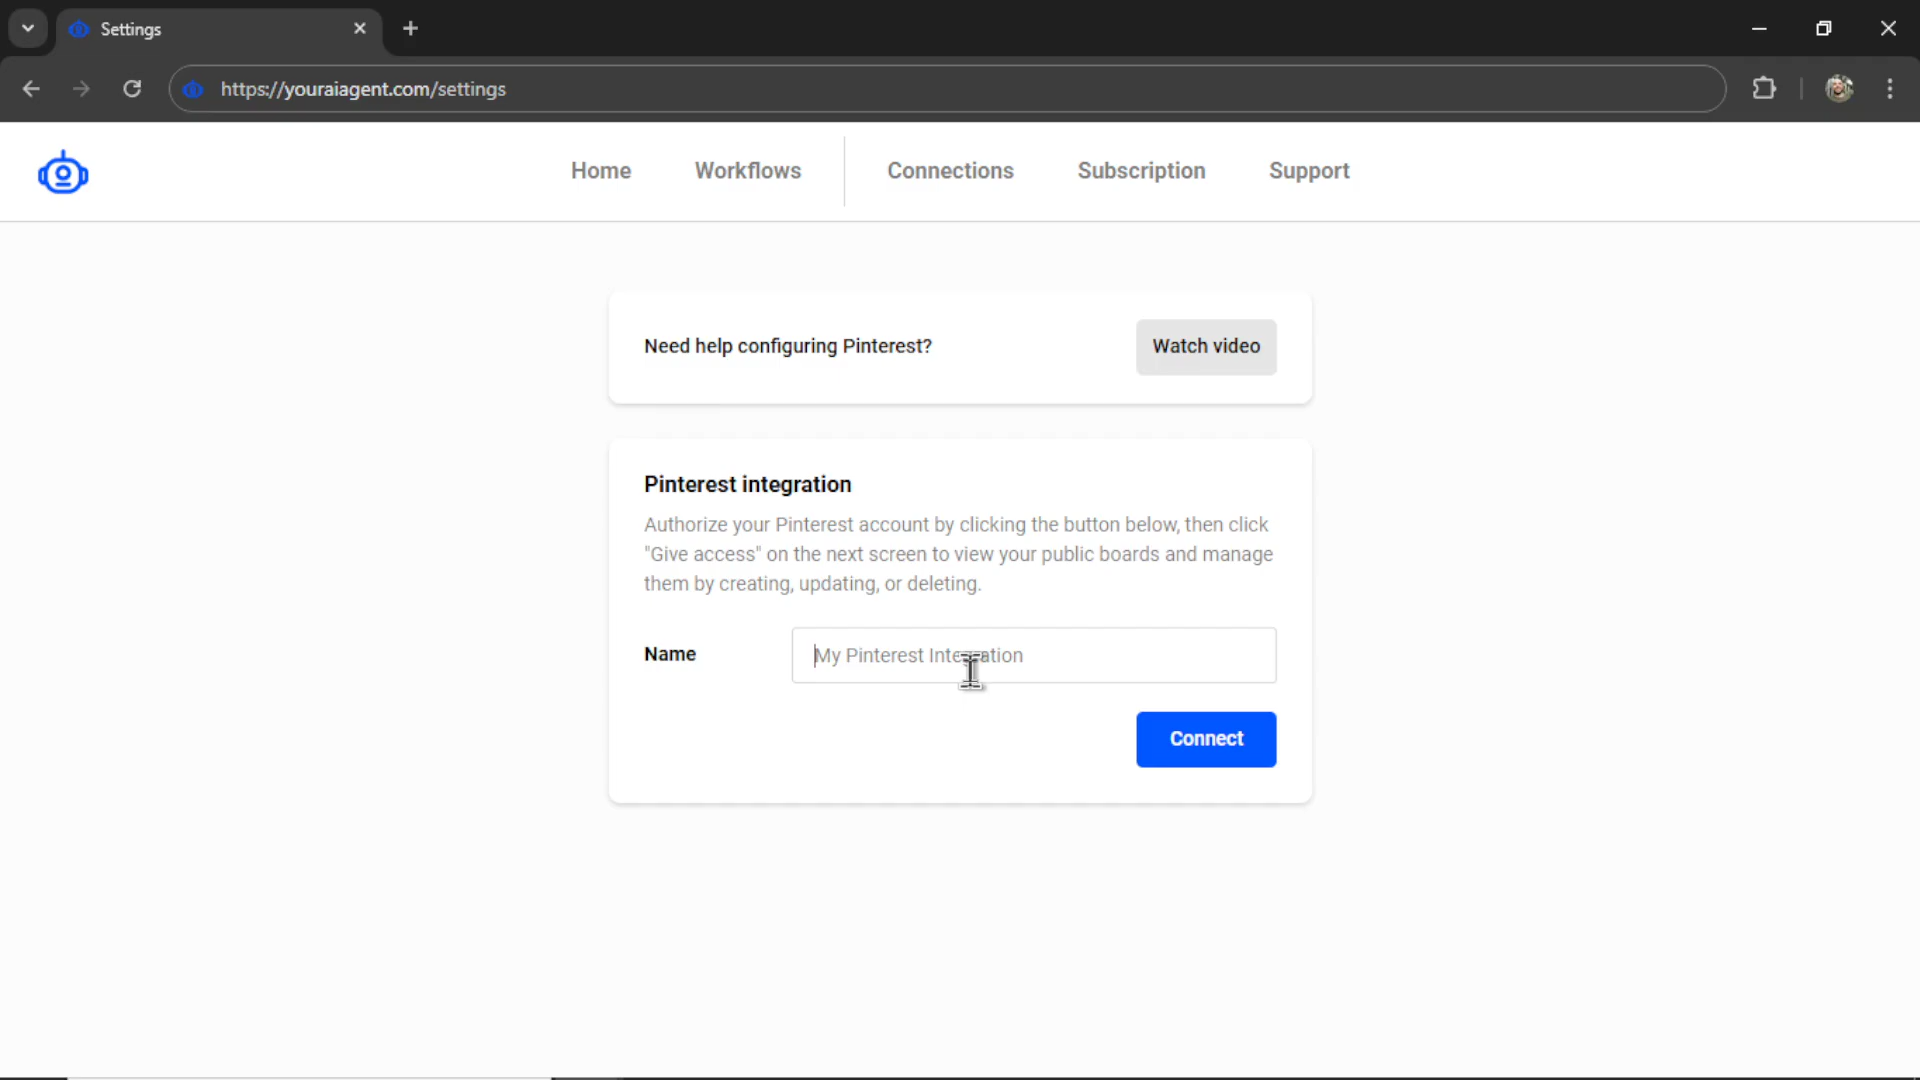 Settings
https://youraiagent.com/settings
Home Workflows Connections Subscription Support
Need help configuring Pinterest? Watch video
Pinterest integration
Authorize your Pinterest account by clicking the button below, then click
"Give access" on the next screen to view your public boards and manage
them by creating, updating, or deleting.
Name My Pinterest Integration
Connect